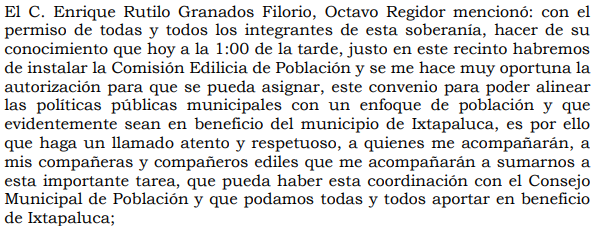 El C. Enrique Rutilo Granados Filorio, Octavo Regidor mencionó: con el
permiso de todas y todos los integrantes de esta soberanía, hacer de su
conocimiento que hoy a la 1:00 de la tarde, justo en este recinto habremos
de instalar la Comisión Edilicia de Población y se me hace muy oportuna la
autorización para que se pueda asignar, este convenio para poder alinear
las políticas públicas municipales con un enfoque de población y que
evidentemente sean en beneficio del municipio de Ixtapaluca, es por ello
que haga un llamado atento y respetuoso, a quienes me acompañarán, a
mis compañeras y compañeros ediles que me acompañarán a sumarnos a
esta importante tarea, que pueda haber esta coordinación con el Consejo
Municipal de Población y que podamos todas y todos aportar en beneficio
de Ixtapaluca;